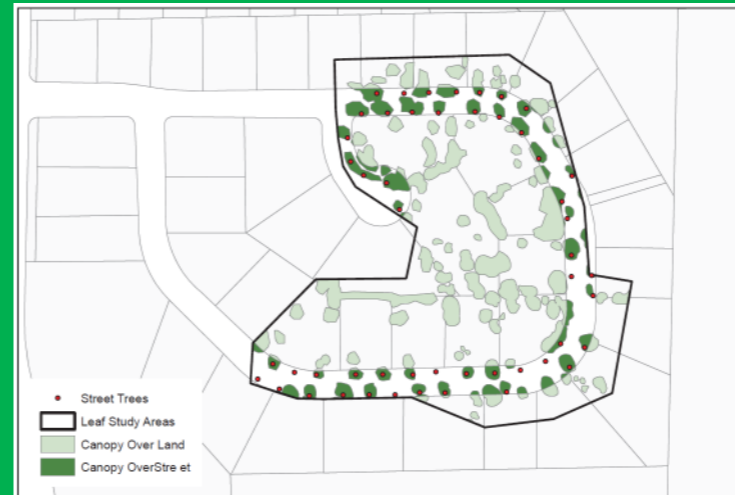 Street Trees
Leaf Study Areas
Canopy Over Land
Canopy OverStre et